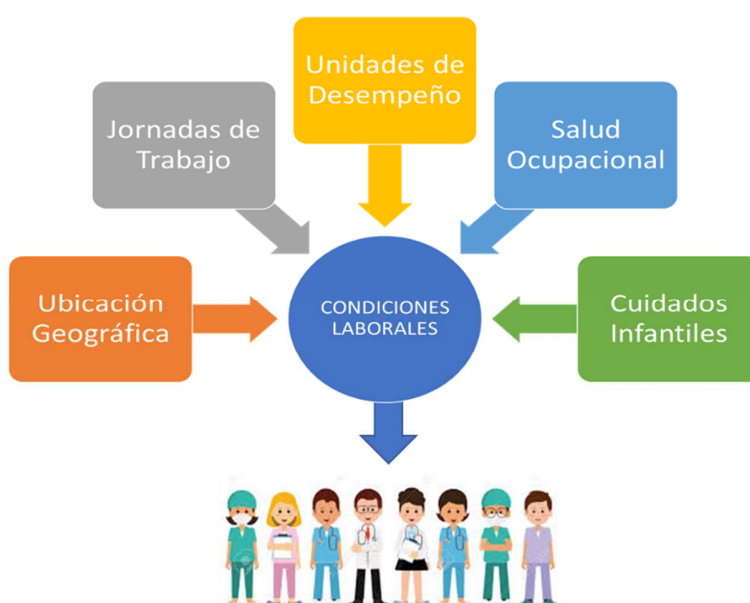 Unidades de
Desempeño
Jornadas de
Trabajo
Salud
Ocupacional
Ubicación
Geográfica
CONDICIONES
LABORALES
Cuidados
Infantiles